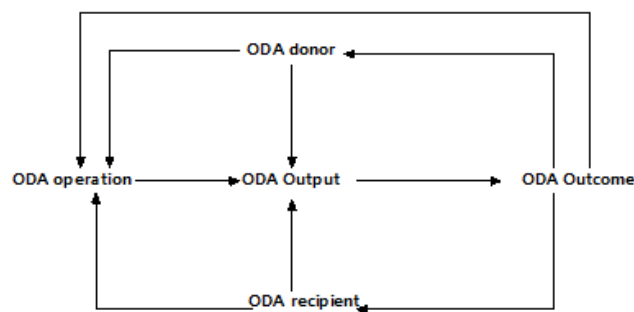 ODA donor
ODA operation
ODA Output
ODA Outcome
ODA recipient